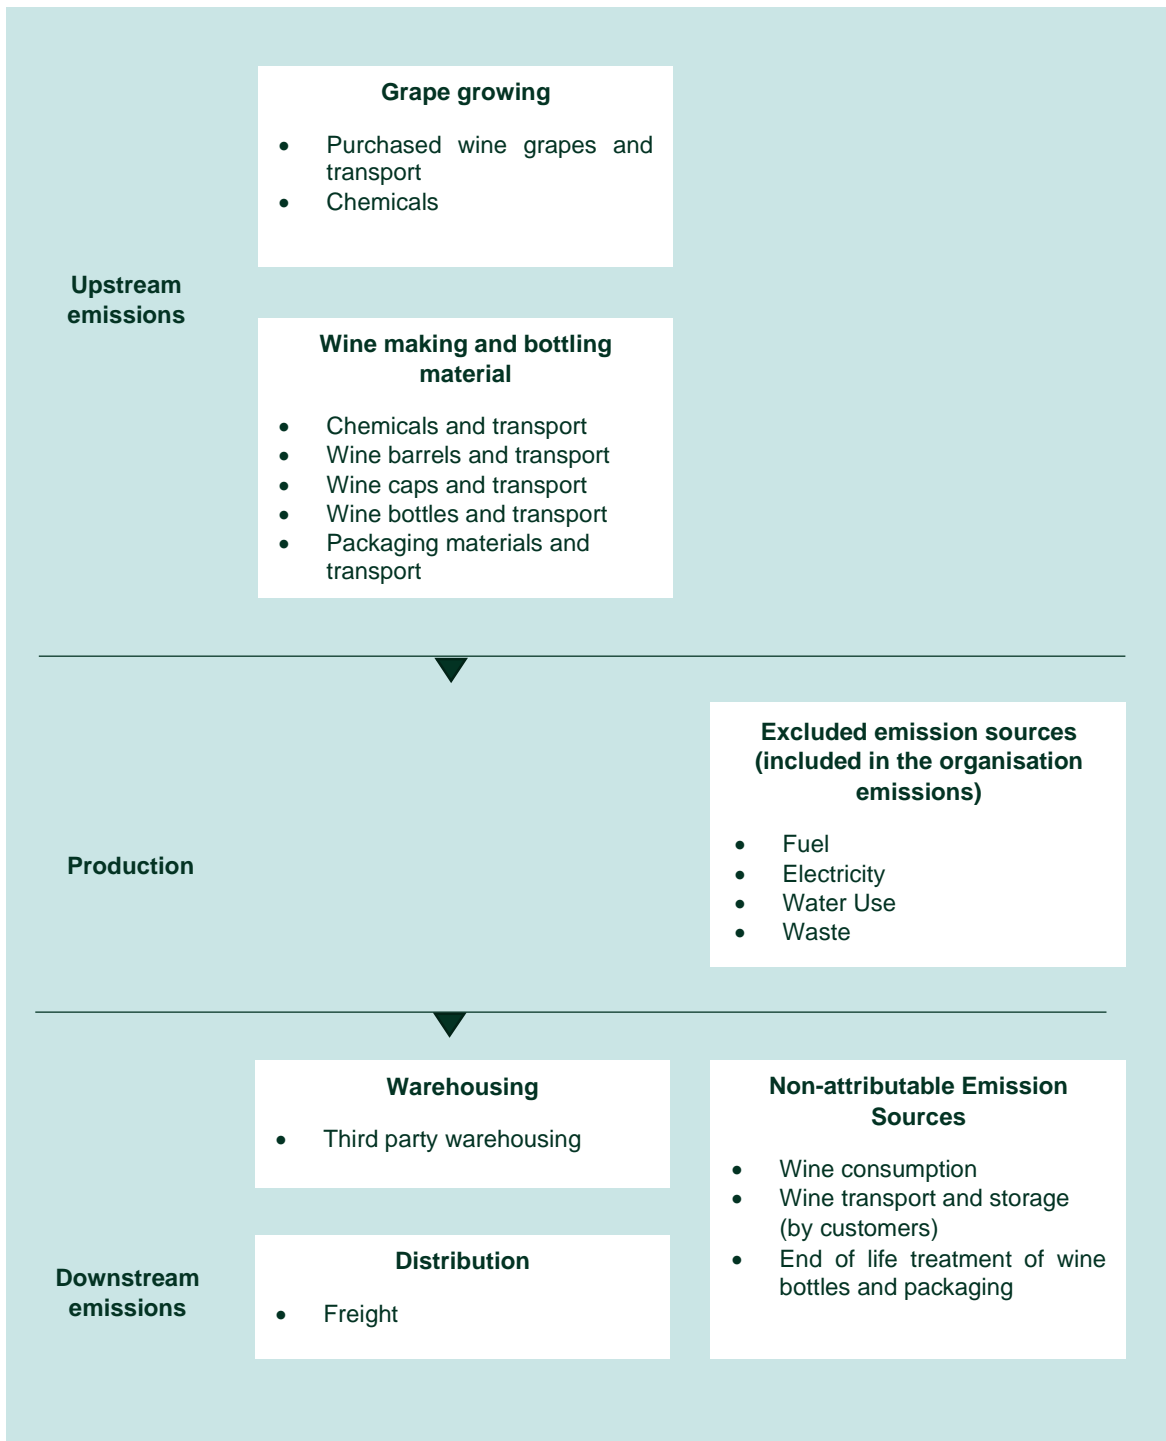 Grape growing
• Purchased wine grapes and
transport
• Chemicals
Upstream
emissions
Wine making and bottling
material
• Chemicals and transport
• Wine barrels and transport
• Wine caps and transport
• Wine bottles and transport
• Packaging materials and
transport
Excluded emission sources
(included in the organisation
emissions)
• Fuel
• Electricity
• Water Use
• Waste
Production
Warehousing
• Third party warehousing
Non-attributable Emission
Sources
• Wine consumption
• Wine transport and storage
(by customers)
• End of life treatment of wine
bottles and packaging
Downstream
emissions
Distribution
• Freight